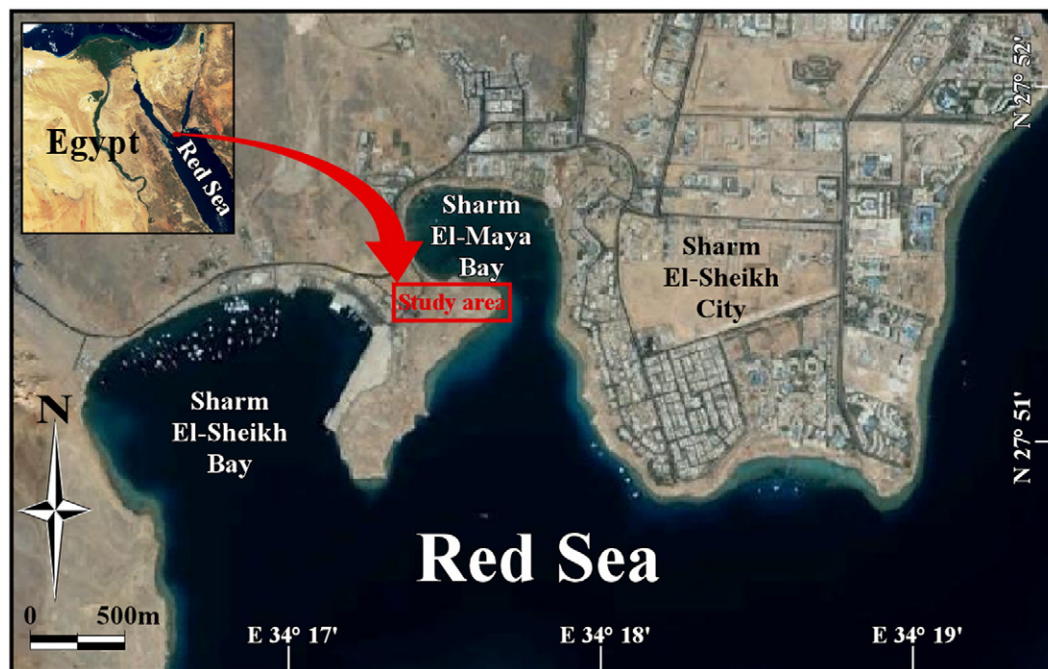 Egypt
Red Sea
Sharm
El-Maya
Bay
Study area
Sharm
El-Sheikh
City
Sharm
El-Sheikh
Bay
N
Red Sea
0 500m
E 34° 17'
E 34° 18'
E 34° 19'
N 27° 52'
N 27° 51'